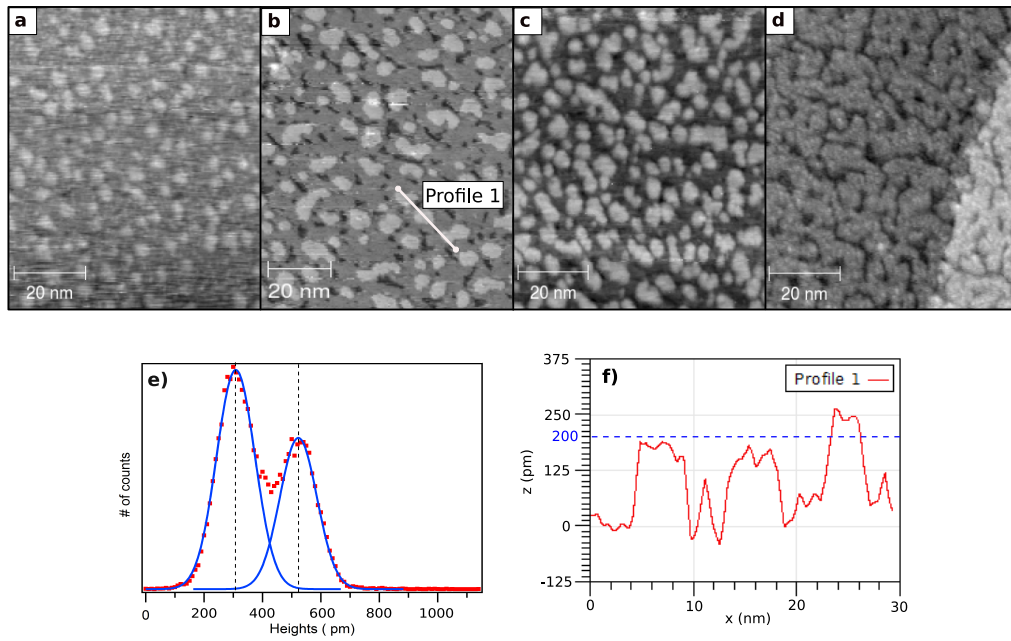 a
b
c
d
Profile 1
20 nm
20 nm
20 nm
20 nm
e)
# of counts
0
200
400
600
800
1000
Heights ( pm)
f)
Profile 1
375
250
200
125
0
-125
z (pm)
0
10
20
30
x (nm)